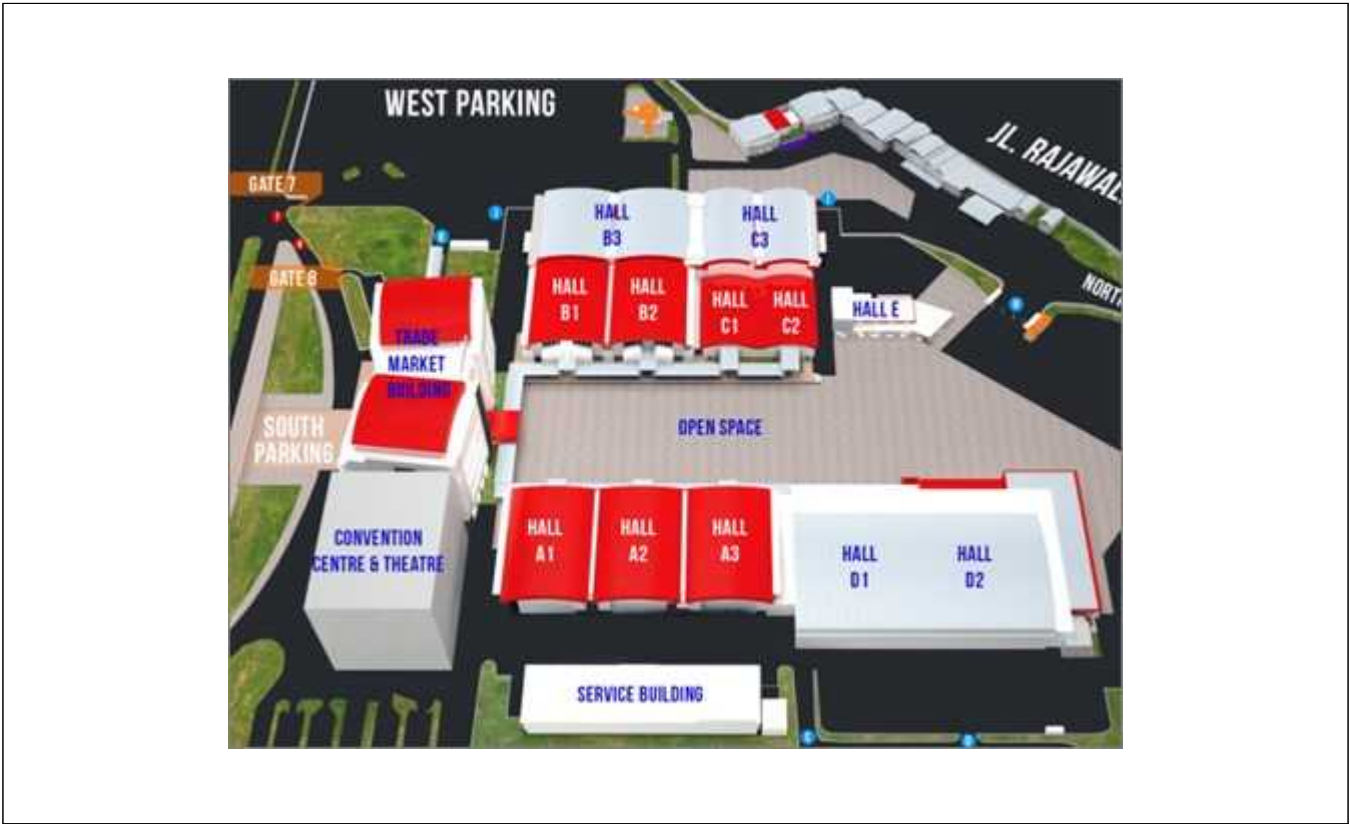 WEST PARKING
JL. RAJAWAL
GATE 7
HALL
B3
HALL
C3
GATE 8
HALL
B1
HALL
B2
HALL
C1
HALL
C2
HALL E
NORT
TRADE
MARKET
BUILDING
SOUTH
PARKING
OPEN SPACE
CONVENTION
CENTRE & THEATRE
HALL
A1
HALL
A2
HALL
A3
HALL
D1
HALL
D2
SERVICE BUILDING